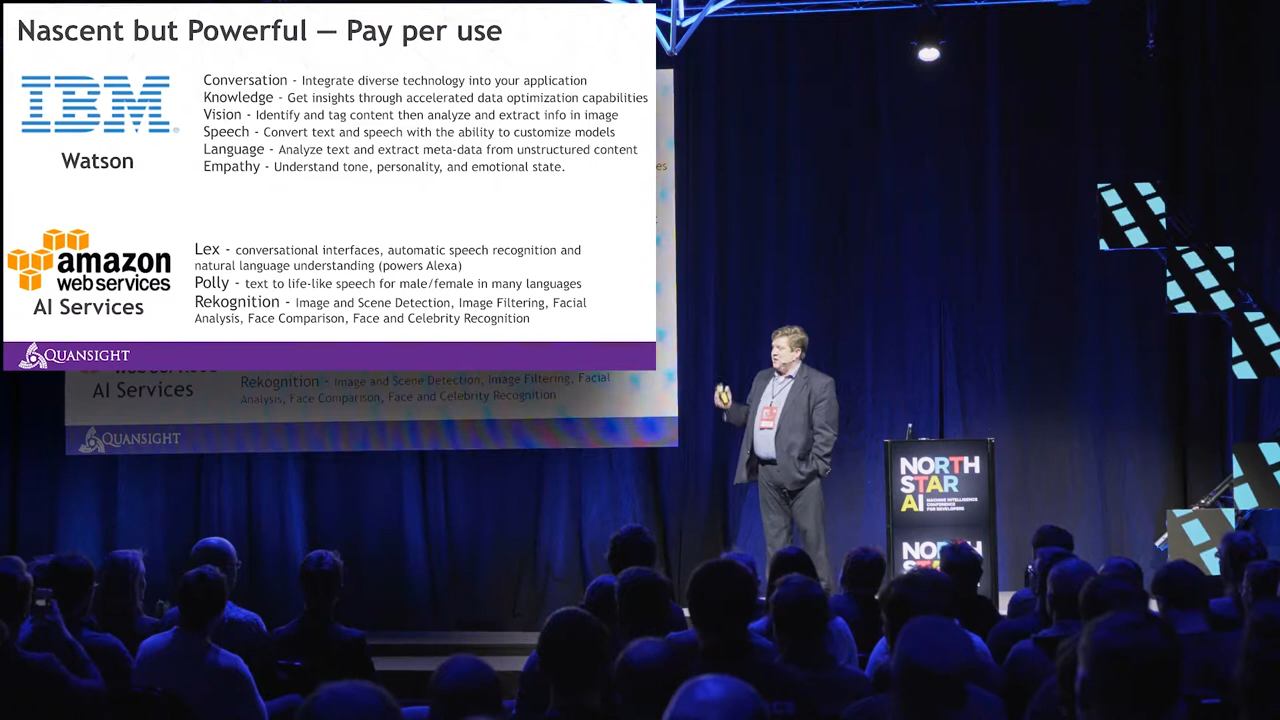 Nascent but Powerful — Pay per use
IBM
Watson
Conversation - Integrate diverse technology into your application
Knowledge - Get insights through accelerated data optimization capabilities
Vision - Identify and tag content then analyze and extract info in image
Speech - Convert text and speech with the ability to customize models
Language - Analyze text and extract meta-data from unstructured content
Empathy - Understand tone, personality, and emotional state.
amazon
web services
AI Services
Lex - conversational interfaces, automatic speech recognition and
natural language understanding (powers Alexa)
Polly - text to life-like speech for male/female in many languages
Rekognition - Image and Scene Detection, Image Filtering, Facial
Analysis, Face Comparison, Face and Celebrity Recognition
QUANSIGHT
AI Services
Rekognition - Image and Scene Detection, Image Filtering, Facial
Analysis, Face Comparison, Face and Celebrity Recognition
QUANSIGHT
NORTH
STAR
AI
MACHINE INTELLIGENCE
CONFERENCE
FOR DEVELOPERS
NORTH